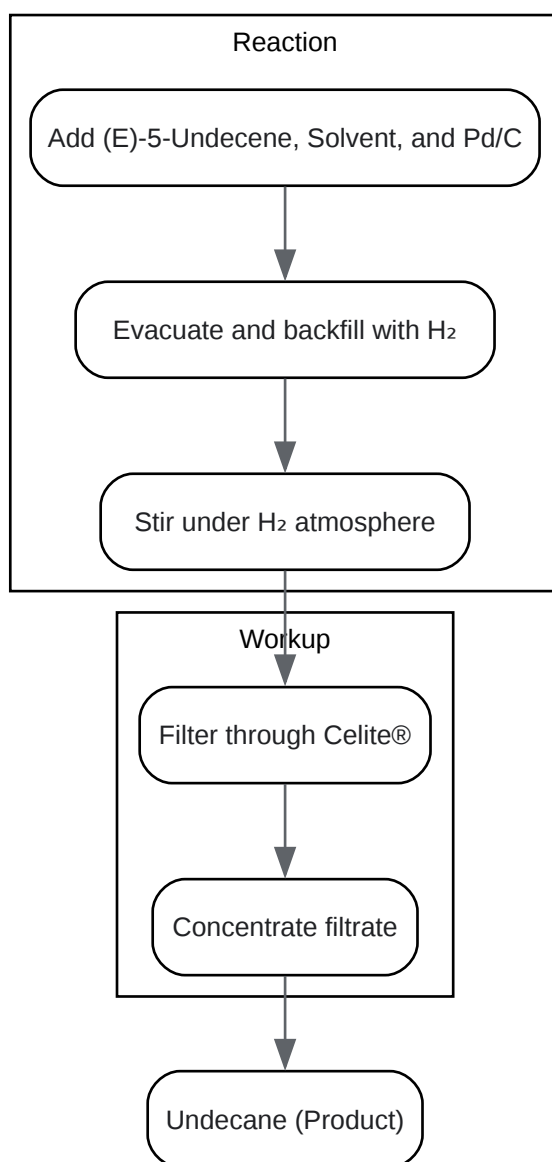 Reaction
Add (E)-5-Undecene, Solvent, and Pd/C
Evacuate and backfill with H₂
Stir under H₂ atmosphere
Workup
Filter through Celite®
Concentrate filtrate
Undecane (Product)